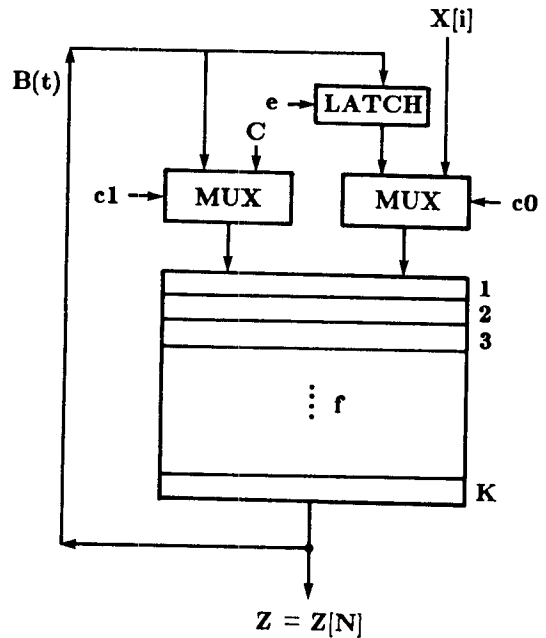 X[i]
B(t)
e
LATCH
C
c1
MUX
MUX
c0
1
2
3
f
K
Z = Z[N]